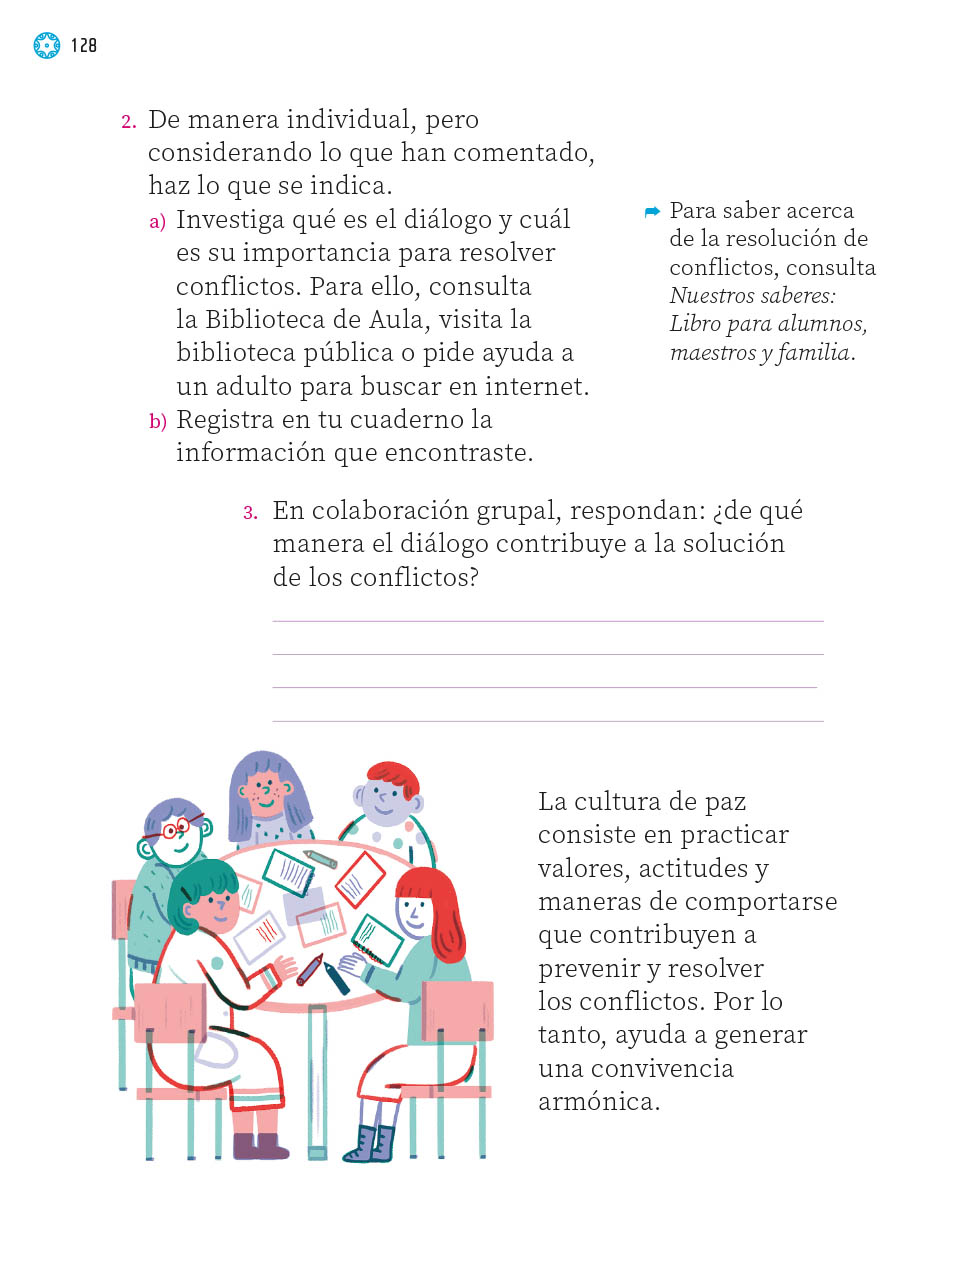 128
2. De manera individual, pero
considerando lo que han comentado,
haz lo que se indica.
a) Investiga qué es el diálogo y cuál
es su importancia para resolver
conflictos. Para ello, consulta
la Biblioteca de Aula, visita la
biblioteca pública o pide ayuda a
un adulto para buscar en internet.
b) Registra en tu cuaderno la
información que encontraste.
Para saber acerca
de la resolución de
conflictos, consulta
Nuestros saberes:
Libro para alumnos,
maestros y familia.
3. En colaboración grupal, respondan: ¿de qué
manera el diálogo contribuye a la solución
de los conflictos?
La cultura de paz
consiste en practicar
valores, actitudes y
maneras de comportarse
que contribuyen a
prevenir y resolver
los conflictos. Por lo
tanto, ayuda a generar
una convivencia
armónica.